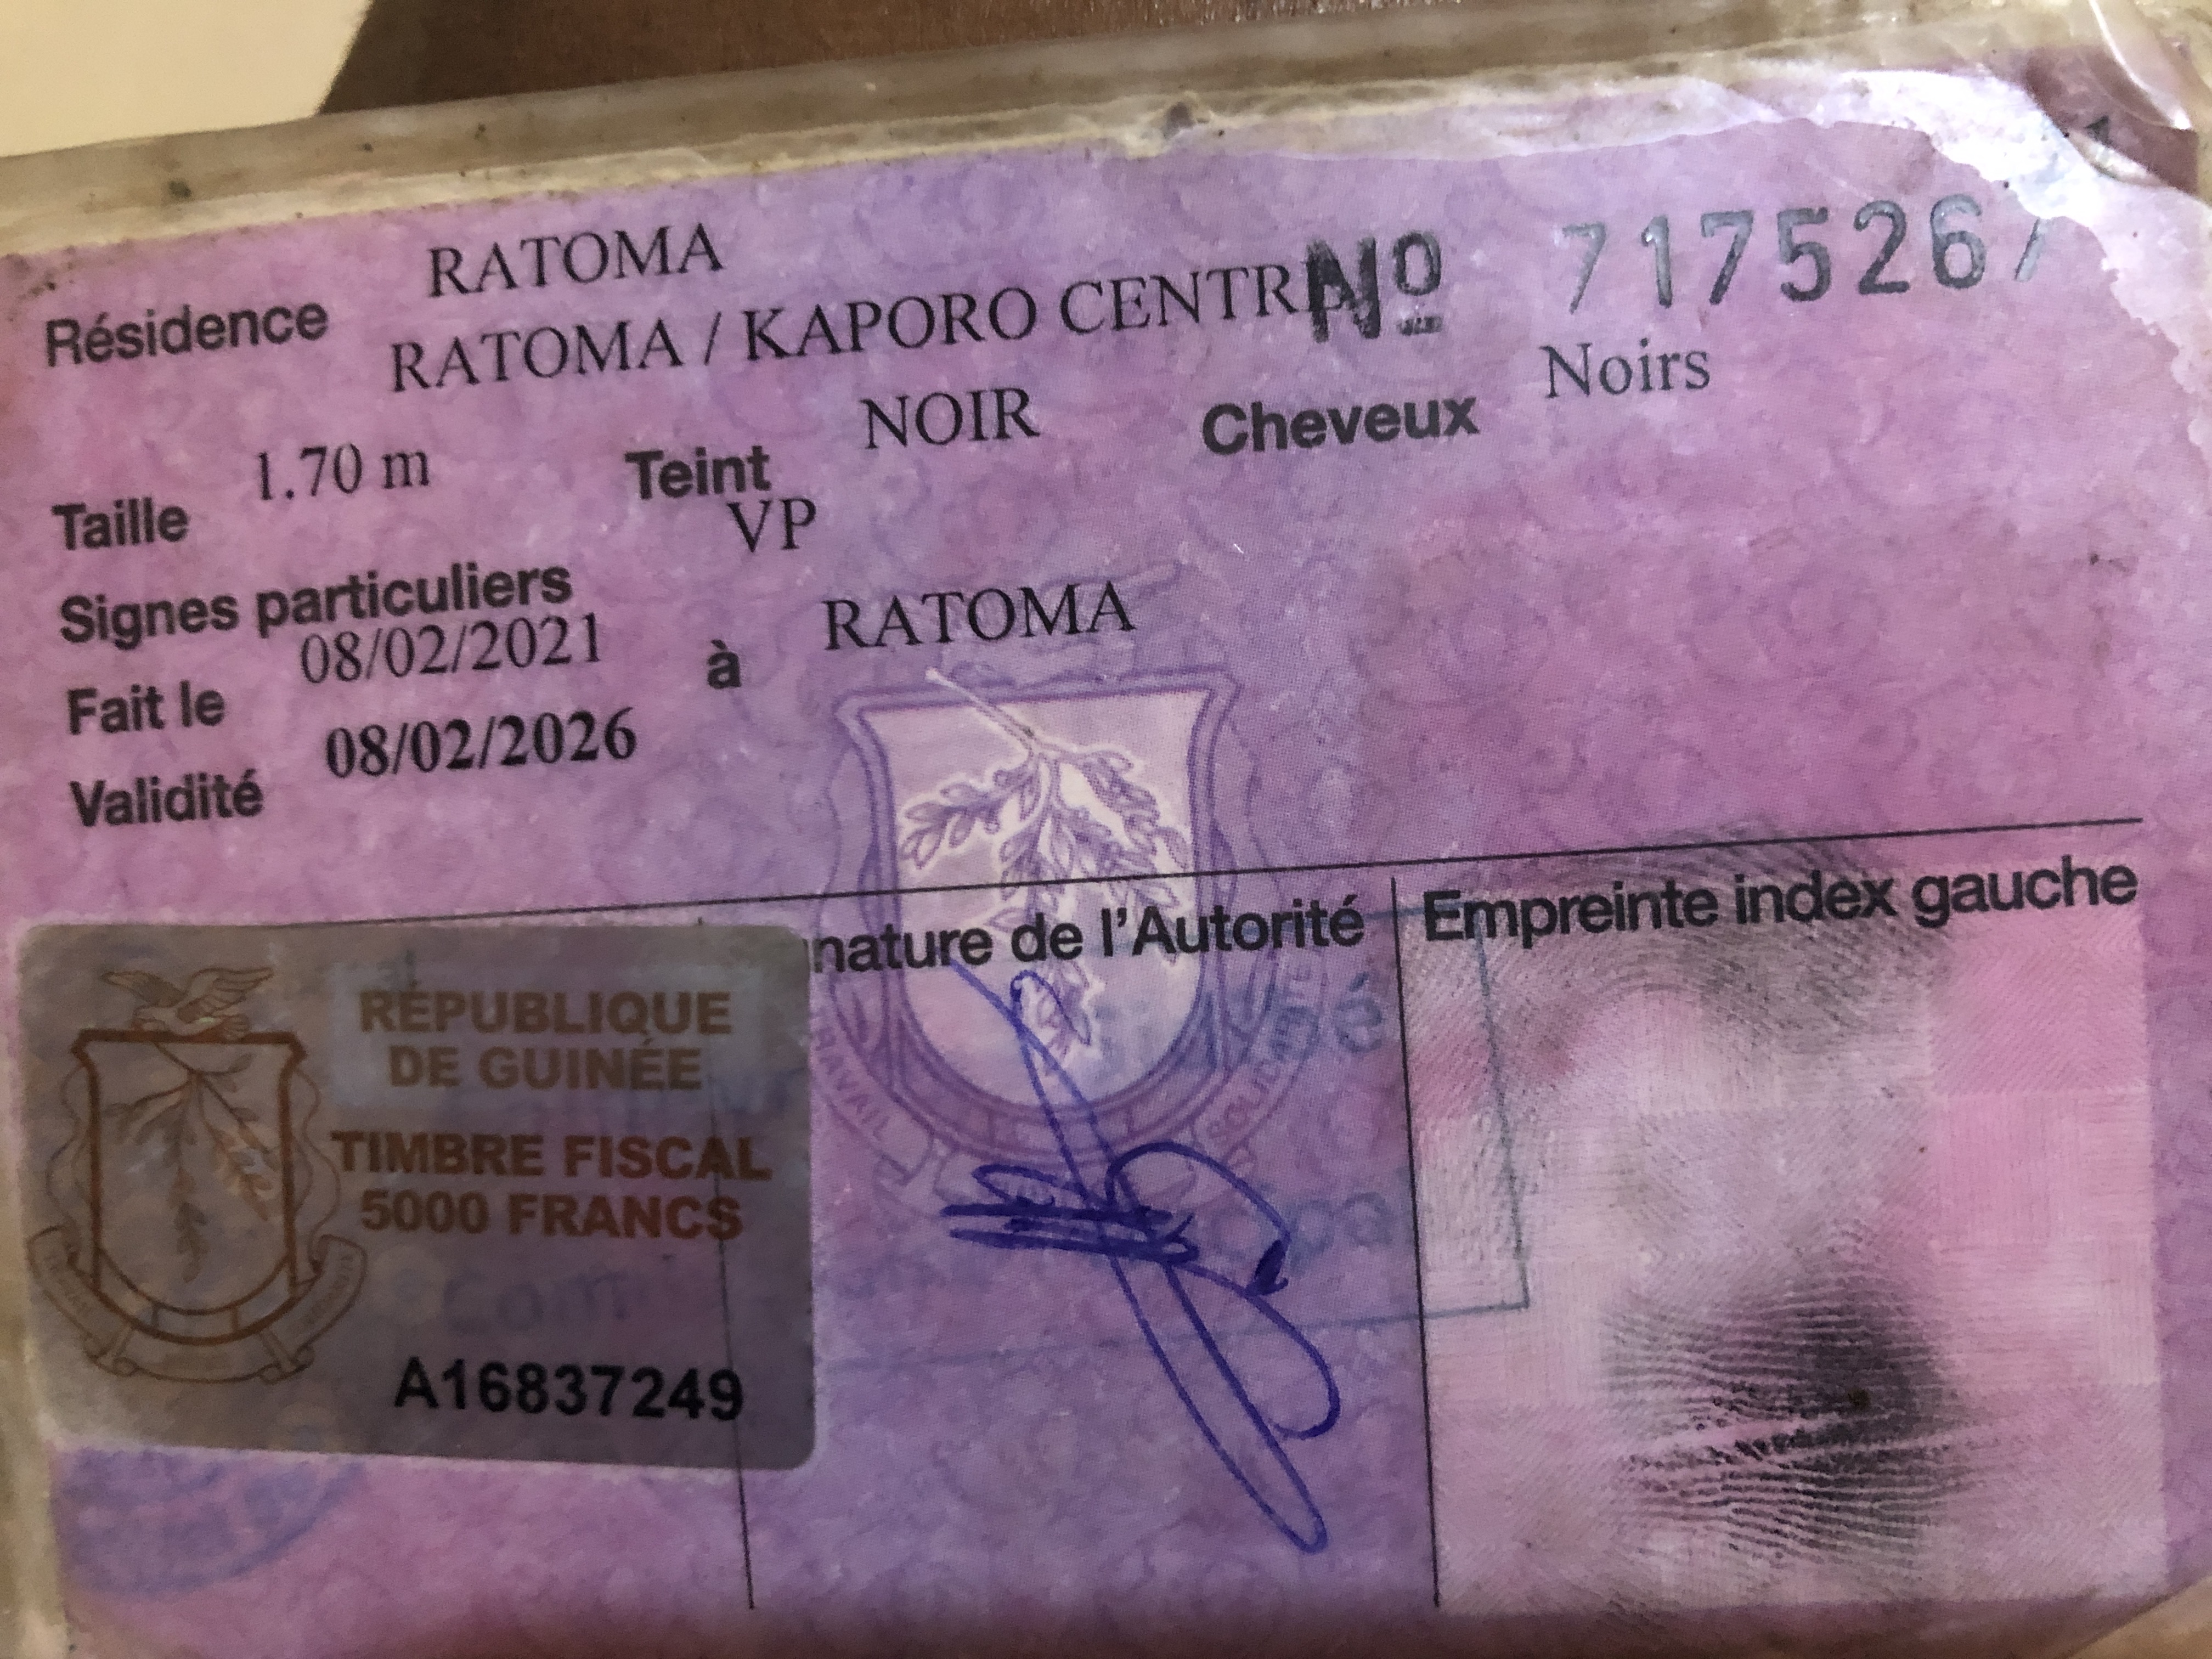 RATOMA
Résidence
RATOMA / KAPORO CENTR
Nº 717526
Taille 1.70 m Teint NOIR Cheveux Noirs
Signes particuliers VP
Fait le 08/02/2021 à RATOMA
Validité 08/02/2026
nature de l'Autorité
Empreinte index gauche
RÉPUBLIQUE
DE GUINÉE
TIMBRE FISCAL
5000 FRANCS
A16837249
TRAVAIL